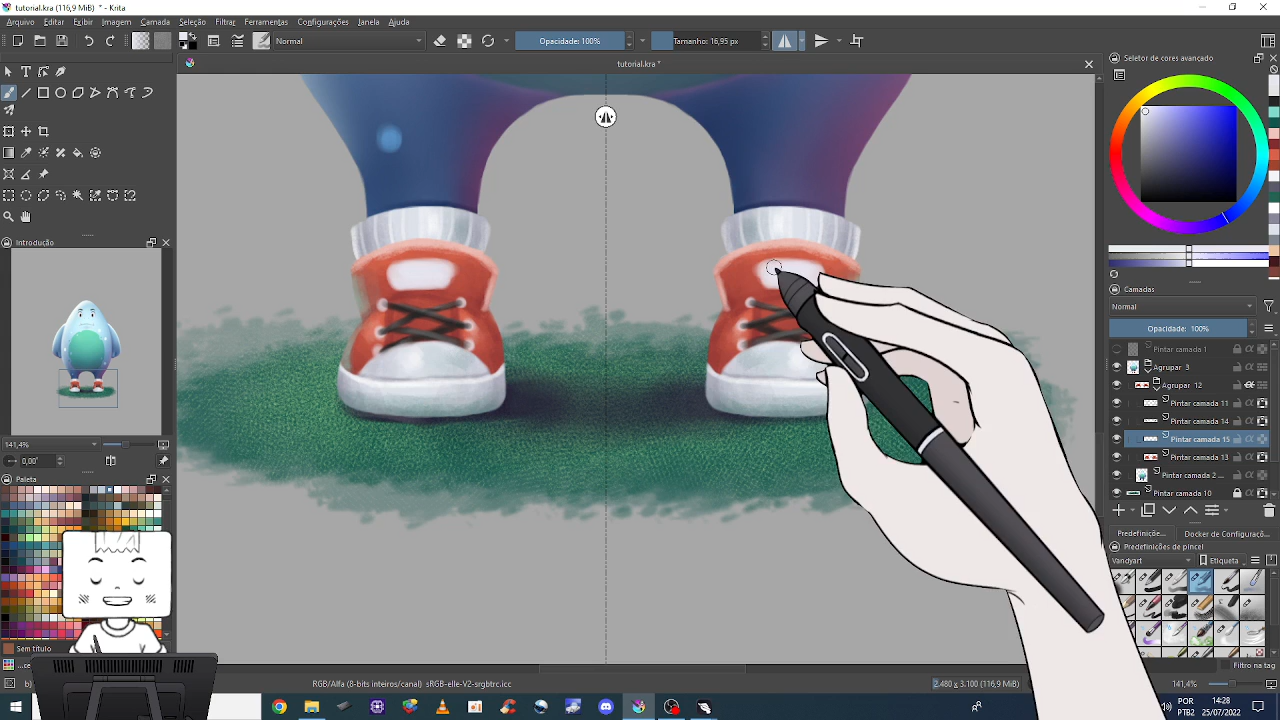 tutorial.kra (116,9 MiB) * - Krita
Arquivo Editar Exibir Imagem Camada Seleção Filtrar Ferramentas Configurações Janela Ajuda
Normal Opacidade: 100% Tamanho: 16,95 px
tutorial.kra *
Seletor de cores avançado
Introdução
141,4%
0,00°
Paleta
Sem título
Camadas
Normal
Opacidade: 100%
Pintar camada 1
Agrupar 3
Agrupar 12
Pintar camada 11
Pintar camada 14
Pintar camada 15
Pintar camada 13
Pintar camada 2 ...
Pintar camada 10
Predefinição... Docker de Configuraçã...
Predefinições de pincel
Vandyart Etiqueta
Filtro na tag
RGB/Alfa (8-bits inteiros/canal) sRGB-elle-V2-srgbtrc.icc
2.480 x 3.100 (116,9 MiB)
141,4%
POR
PTB2
14:28
25/07/2022